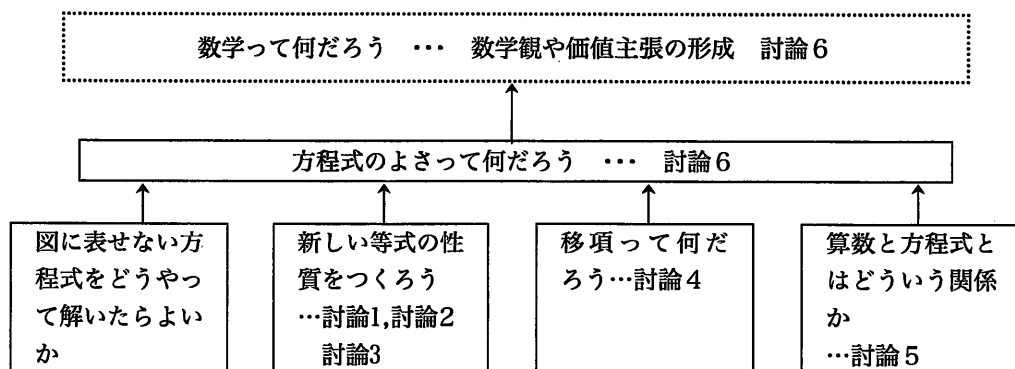 数学って何だろう ··· 数学観や価値主張の形成 討論6
方程式のよさって何だろう ··· 討論6
図に表せない方
程式をどうやっ
て解いたらよい
か
新しい等式の性
質をつくろう
…討論1,討論2
討論3
移項って何だ
ろう…討論4
算数と方程式と
はどういう関係
か
…討論5